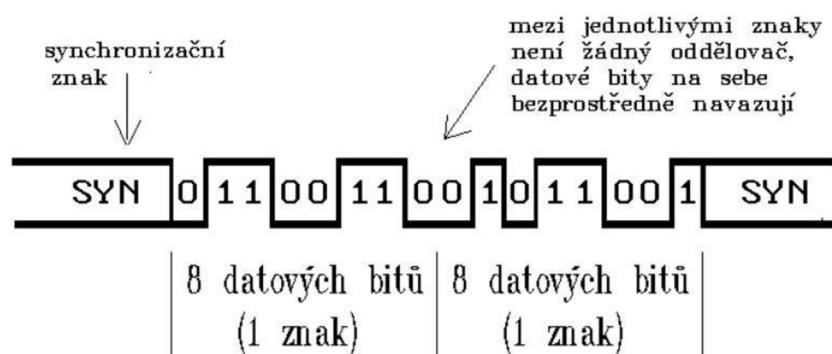 synchronizační
znak
mezi jednotlivými znaky
není žádný oddělovač,
datové bity na sebe
bezprostředně navazují
SYN 0 1 1 0 0 1 1 0 0 1 0 1 1 0 0 1 SYN
8 datových bitů 8 datových bitů
(1 znak) (1 znak)